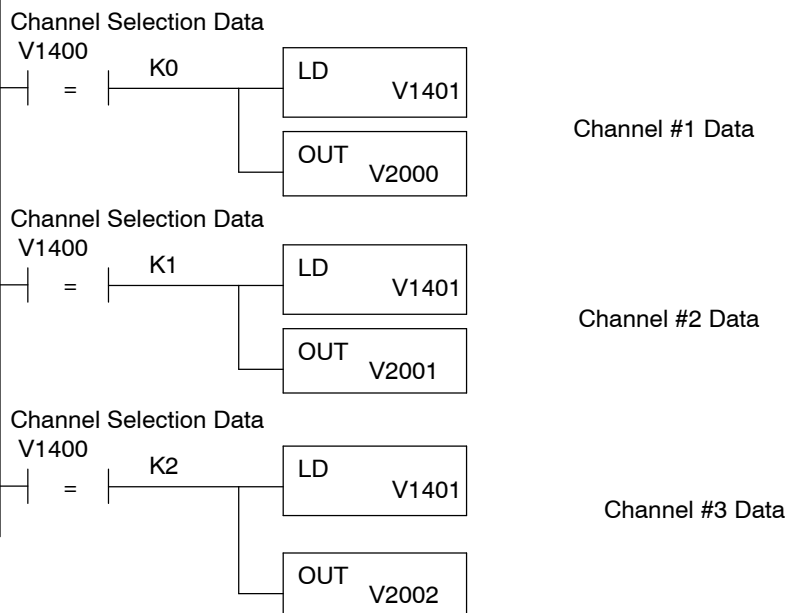 Channel Selection Data
V1400
K0
=
LD
V1401
Channel #1 Data
OUT
V2000
Channel Selection Data
V1400
K1
=
LD
V1401
Channel #2 Data
OUT
V2001
Channel Selection Data
V1400
K2
=
LD
V1401
Channel #3 Data
OUT
V2002